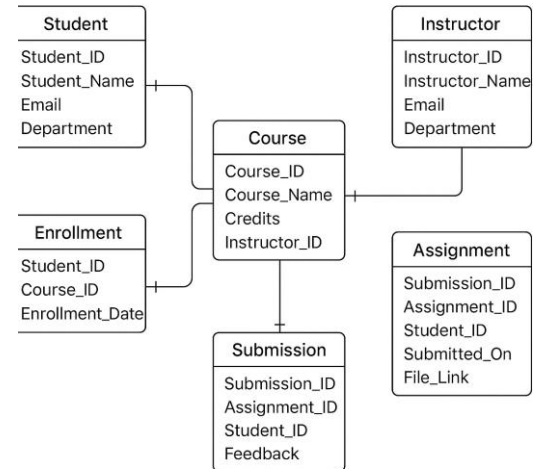 Student
Student_ID
Student_Name
Email
Department
Instructor
Instructor_ID
Instructor_Name
Email
Department
Course
Course_ID
Course_Name
Credits
Instructor_ID
Enrollment
Student_ID
Course_ID
Enrollment_Date
Assignment
Submission_ID
Assignment_ID
Student_ID
Submitted_On
File_Link
Submission
Submission_ID
Assignment_ID
Student_ID
Feedback